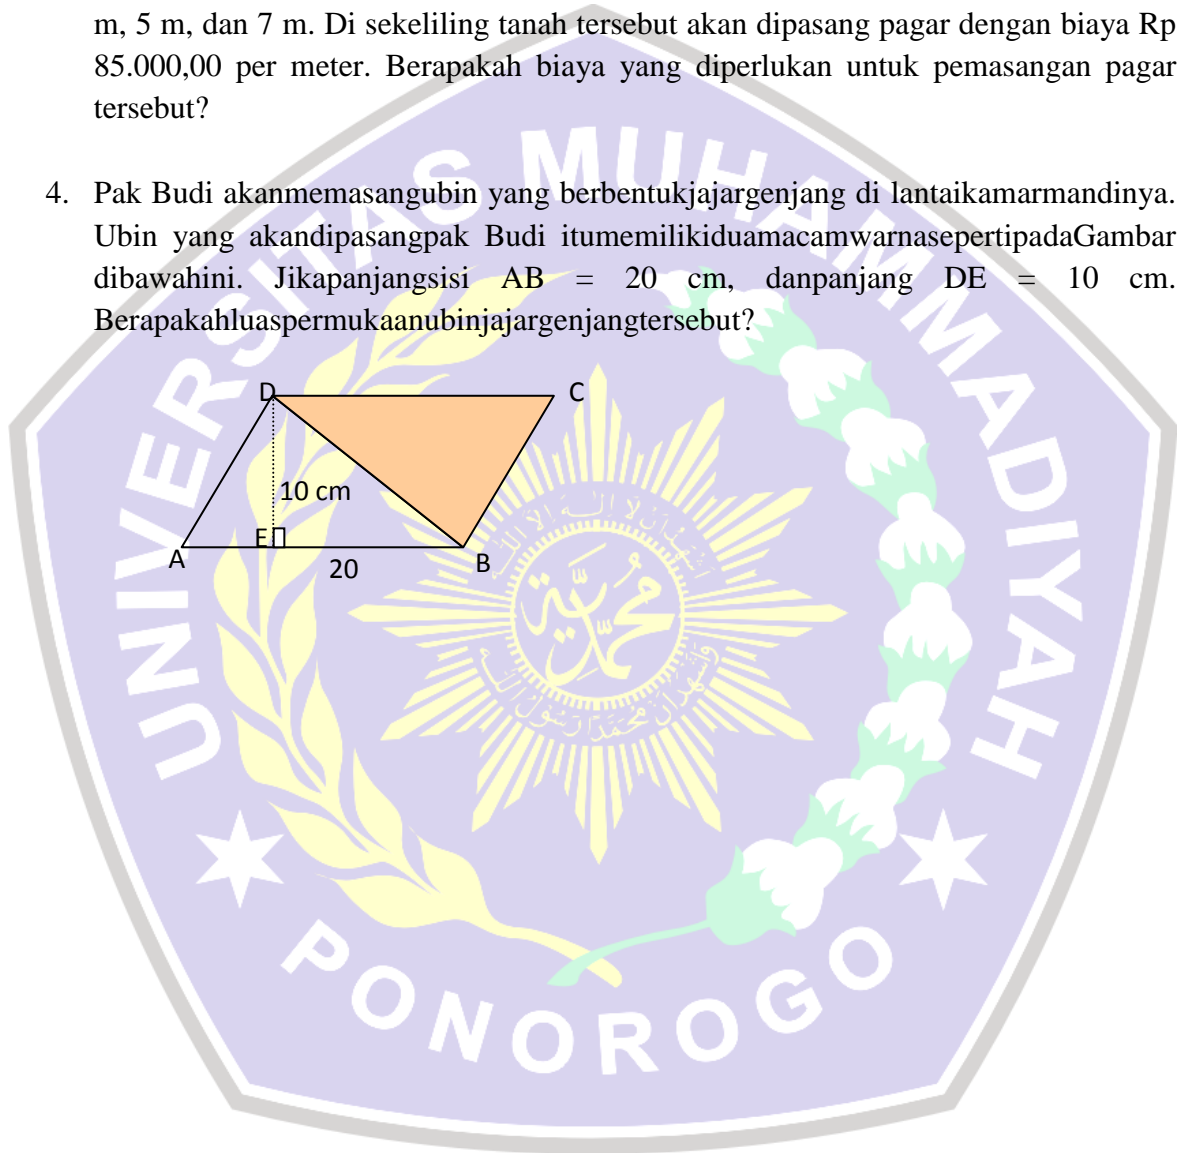 m, 5 m, dan 7 m. Di sekeliling tanah tersebut akan dipasang pagar dengan biaya Rp
85.000,00 per meter. Berapakah biaya yang diperlukan untuk pemasangan pagar
tersebut?
4. Pak Budi akanmemasangubin yang berbentukjajargenjang di lantaikamarmandinya.
Ubin yang akandipasangpak Budi itumemilikiduamacamwarnasepertipadaGambar
dibawahini. Jikapanjangsisi AB = 20 cm, danpanjang DE = 10 cm.
Berapakahluaspermukaanubinjajargenjangtersebut?
D C
10 cm
E
A B
20
UNIVERSITAS MUHAMMADIYAH
PONOROGO
محمدية